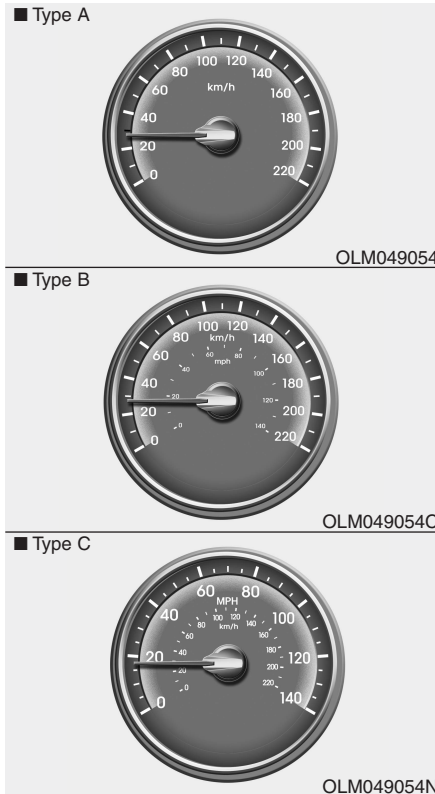 ■ Type A
100 120
80 140
60 km/h 160
40 180
20 200
0 220
OLM049054
■ Type B
100 120
80 km/h 140
60 60 80 160
mph
40 40 100 180
20 20 120 200
0 0 140 220
OLM049054C
■ Type C
60 80
MPH
40 100 120 100
80 km/h 140
60 160
20 40 180 120
20 200
0 0 220 140
OLM049054N